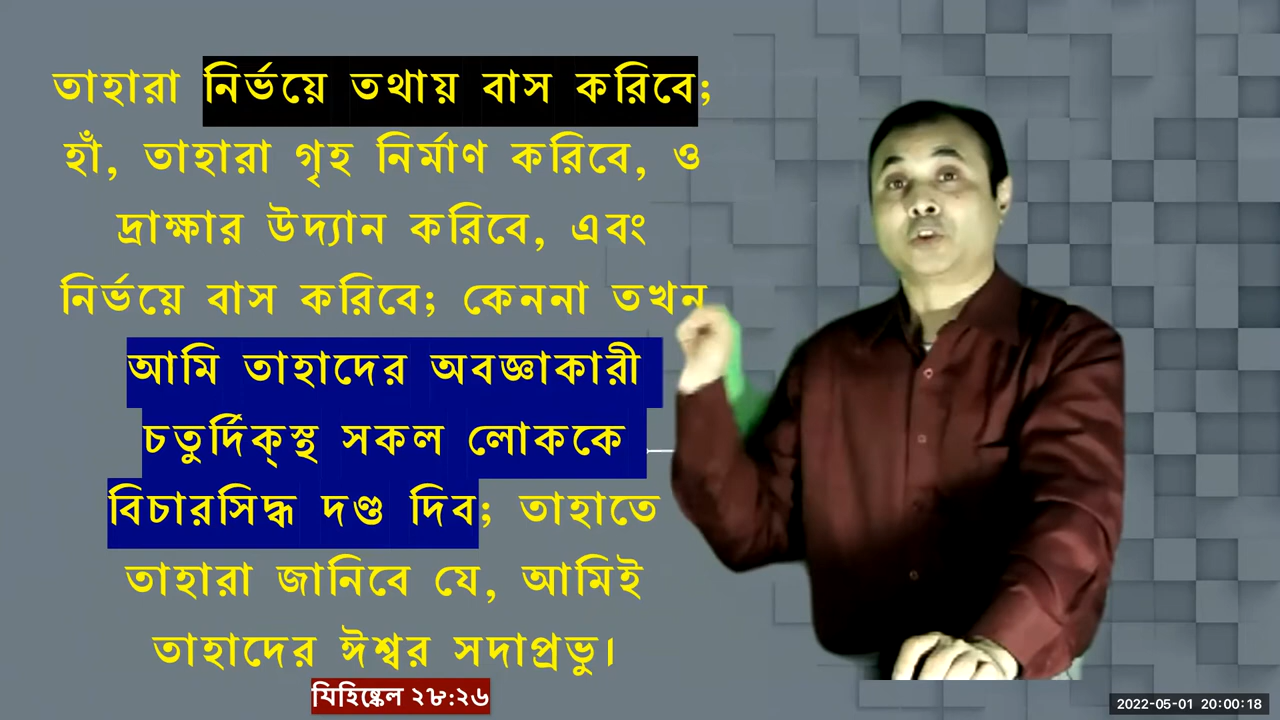 তাহারা নির্ভয়ে তথায় বাস করিবে;
হাঁ, তাহারা গৃহ নির্মাণ করিবে, ও
দ্রাক্ষার উদ্যান করিবে, এবং
নির্ভয়ে বাস করিবে; কেননা তখন
আমি তাহাদের অবজ্ঞাকারী
চতুর্দিক্‌স্থ সকল লোককে
বিচারসিদ্ধ দণ্ড দিব; তাহাতে
তাহারা জানিবে যে, আমিই
তাহাদের ঈশ্বর সদাপ্রভু।
যিহিষ্কেল ২৮:২৬
2022-05-01 20:00:18